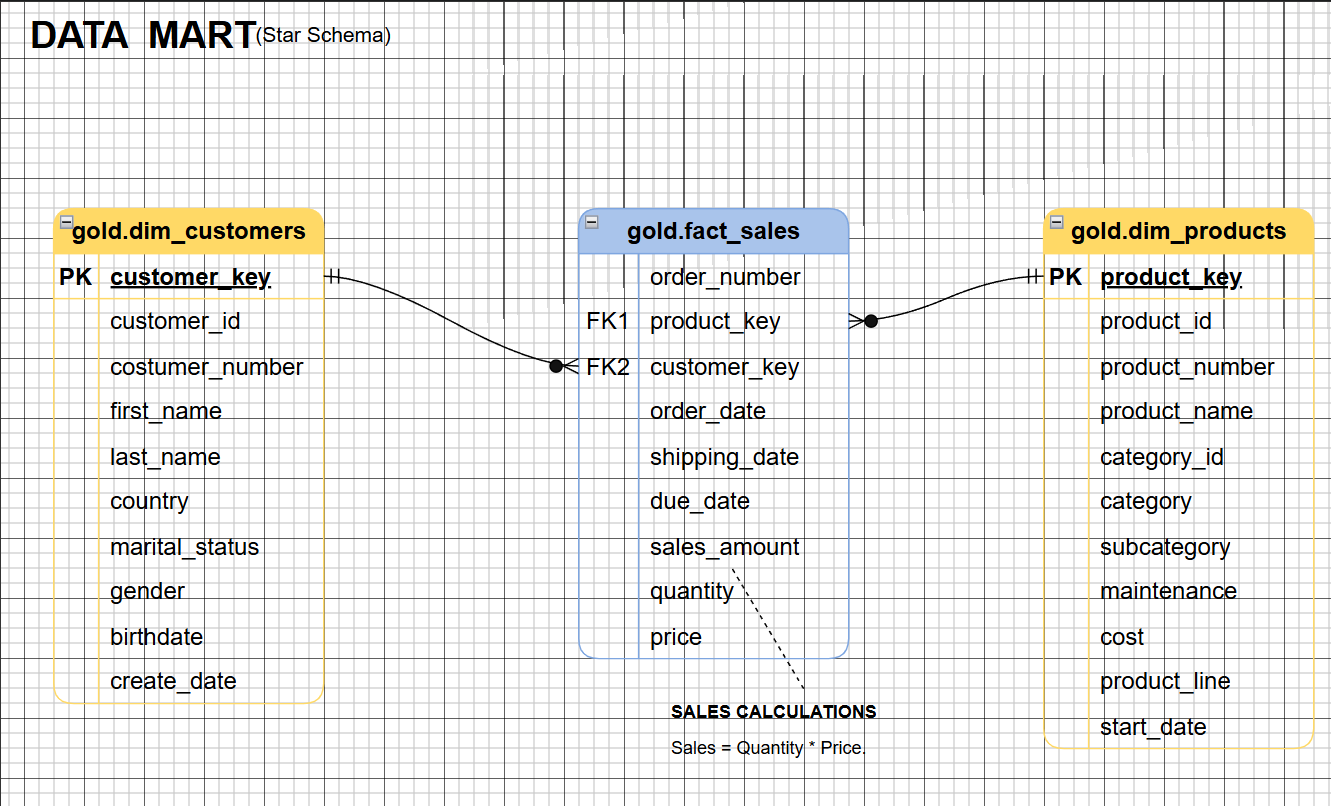 DATA MART(Star Schema)
gold.dim_customers
PK customer_key
customer_id
costumer_number
first_name
last_name
country
marital_status
gender
birthdate
create_date
gold.fact_sales
order_number
FK1 product_key
FK2 customer_key
order_date
shipping_date
due_date
sales_amount
quantity
price
SALES CALCULATIONS
Sales = Quantity * Price.
gold.dim_products
PK product_key
product_id
product_number
product_name
category_id
category
subcategory
maintenance
cost
product_line
start_date